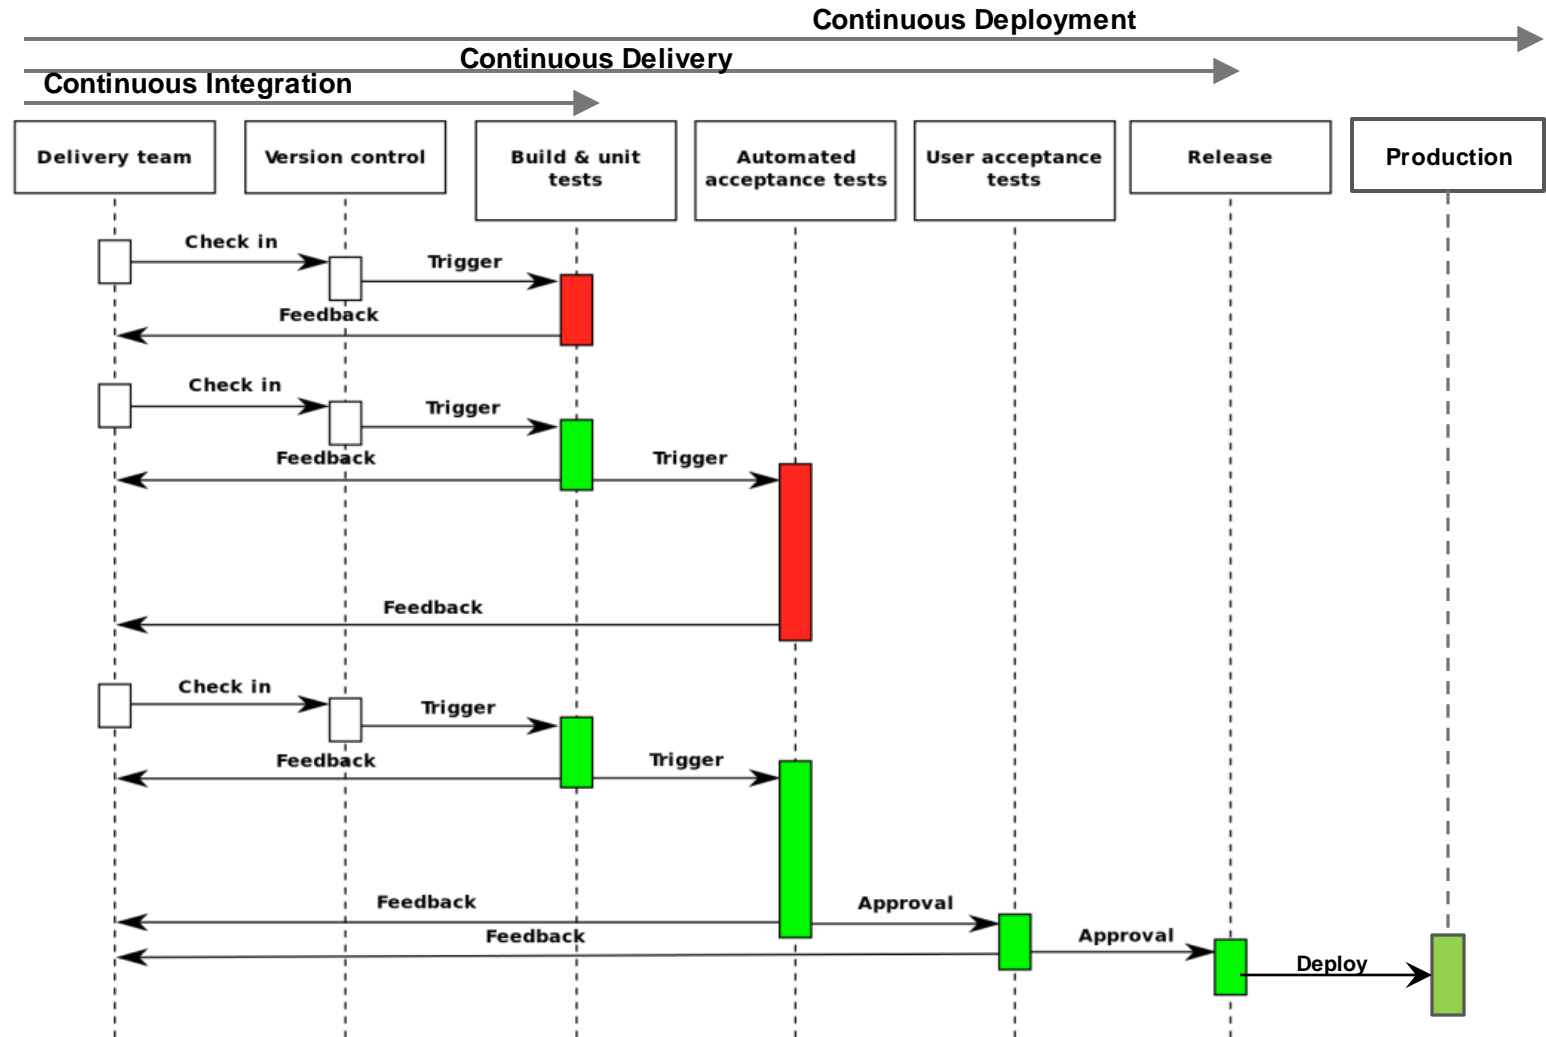 Continuous Deployment
Continuous Delivery
Continuous Integration
Delivery team
Version control
Build & unit
tests
Automated
acceptance tests
User acceptance
tests
Release
Production
Check in
Trigger
Feedback
Check in
Trigger
Feedback
Trigger
Feedback
Check in
Trigger
Feedback
Trigger
Feedback
Approval
Feedback
Approval
Deploy